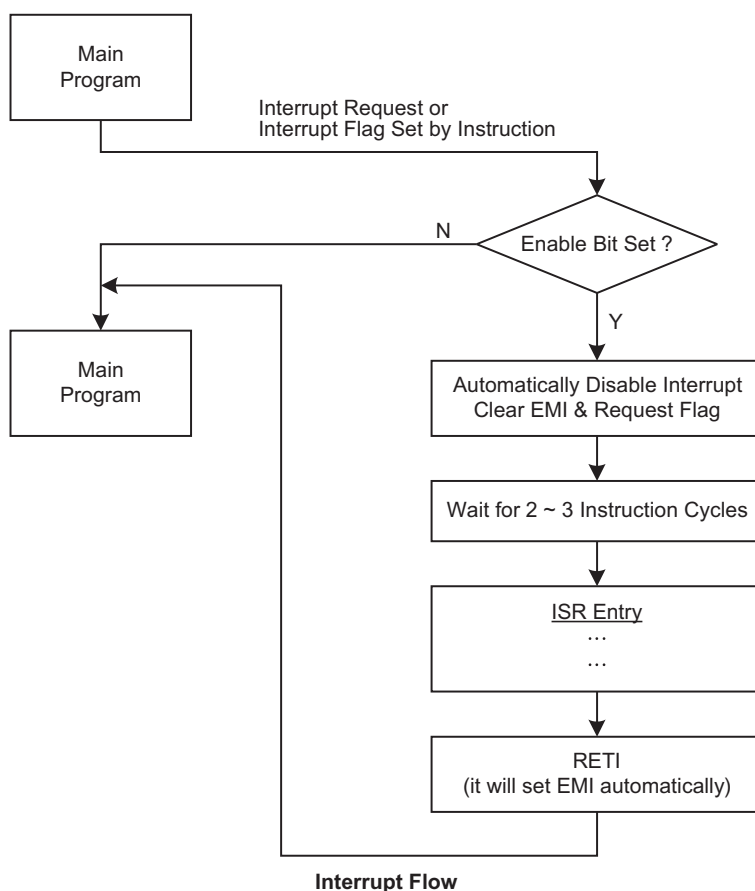 Main
Program
Interrupt Request or
Interrupt Flag Set by Instruction
Enable Bit Set ?
N
Y
Main
Program
Automatically Disable Interrupt
Clear EMI & Request Flag
Wait for 2 ~ 3 Instruction Cycles
ISR Entry
...
...
RETI
(it will set EMI automatically)
Interrupt Flow